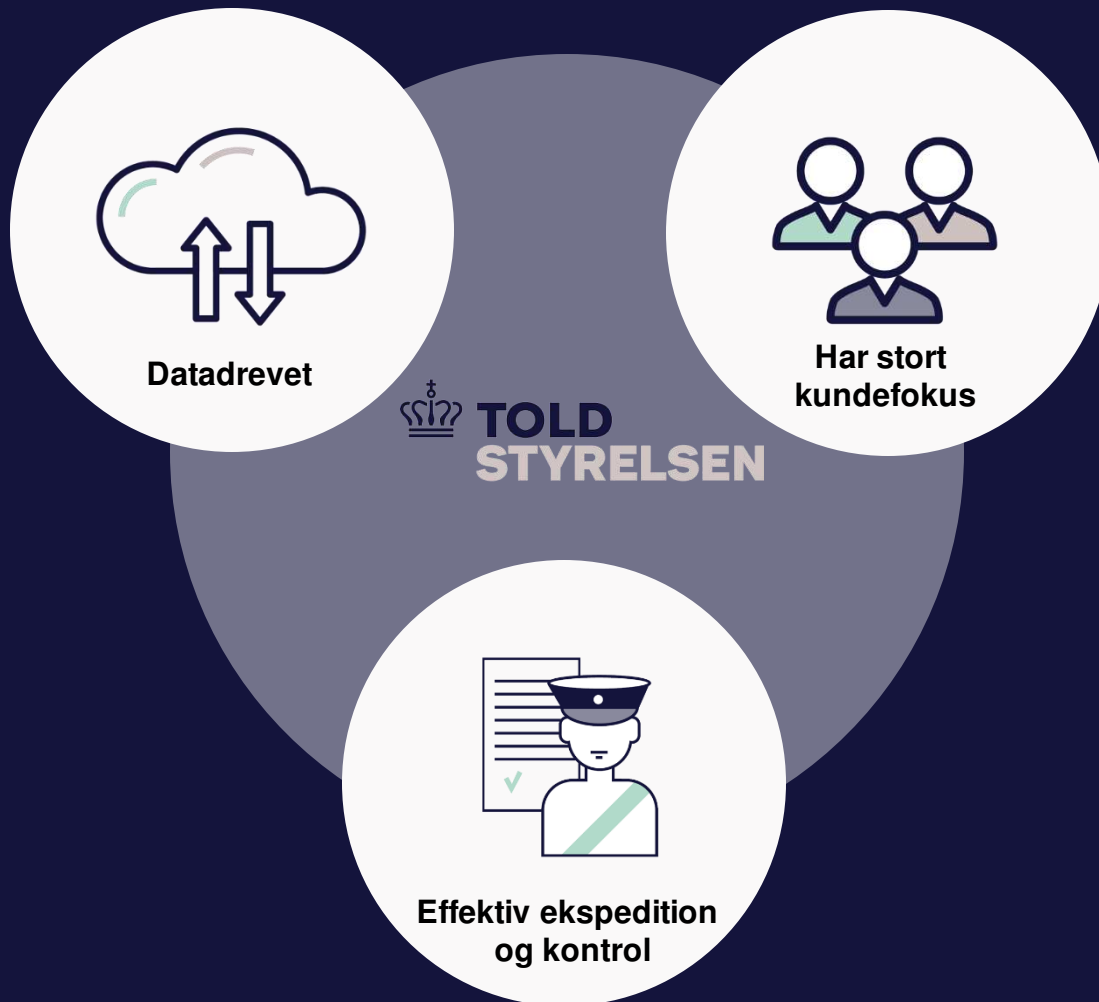 Datadrevet
Har stort
kundefokus
TOLD
STYRELSEN
Effektiv ekspedition
og kontrol